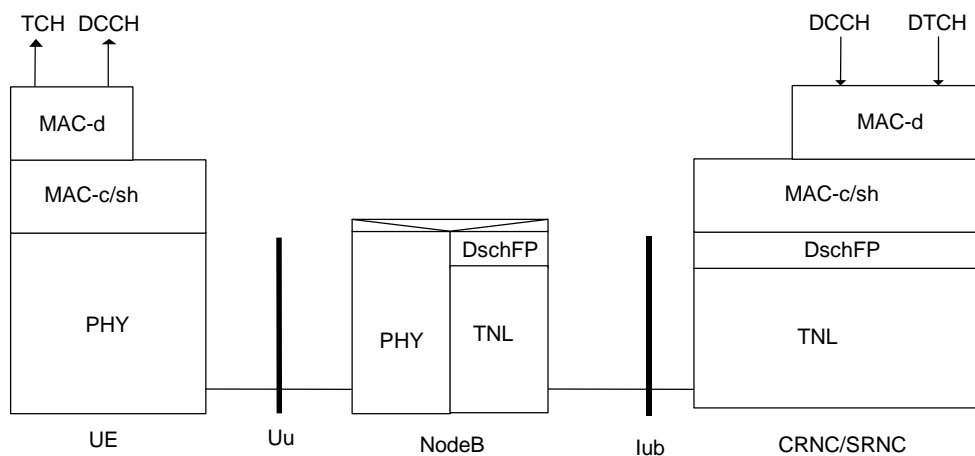 TCH DCCH DCCH DTCH
MAC-d MAC-d
MAC-c/sh MAC-c/sh
DschFP DschFP
PHY PHY TNL TNL
UE Uu NodeB Iub CRNC/SRNC